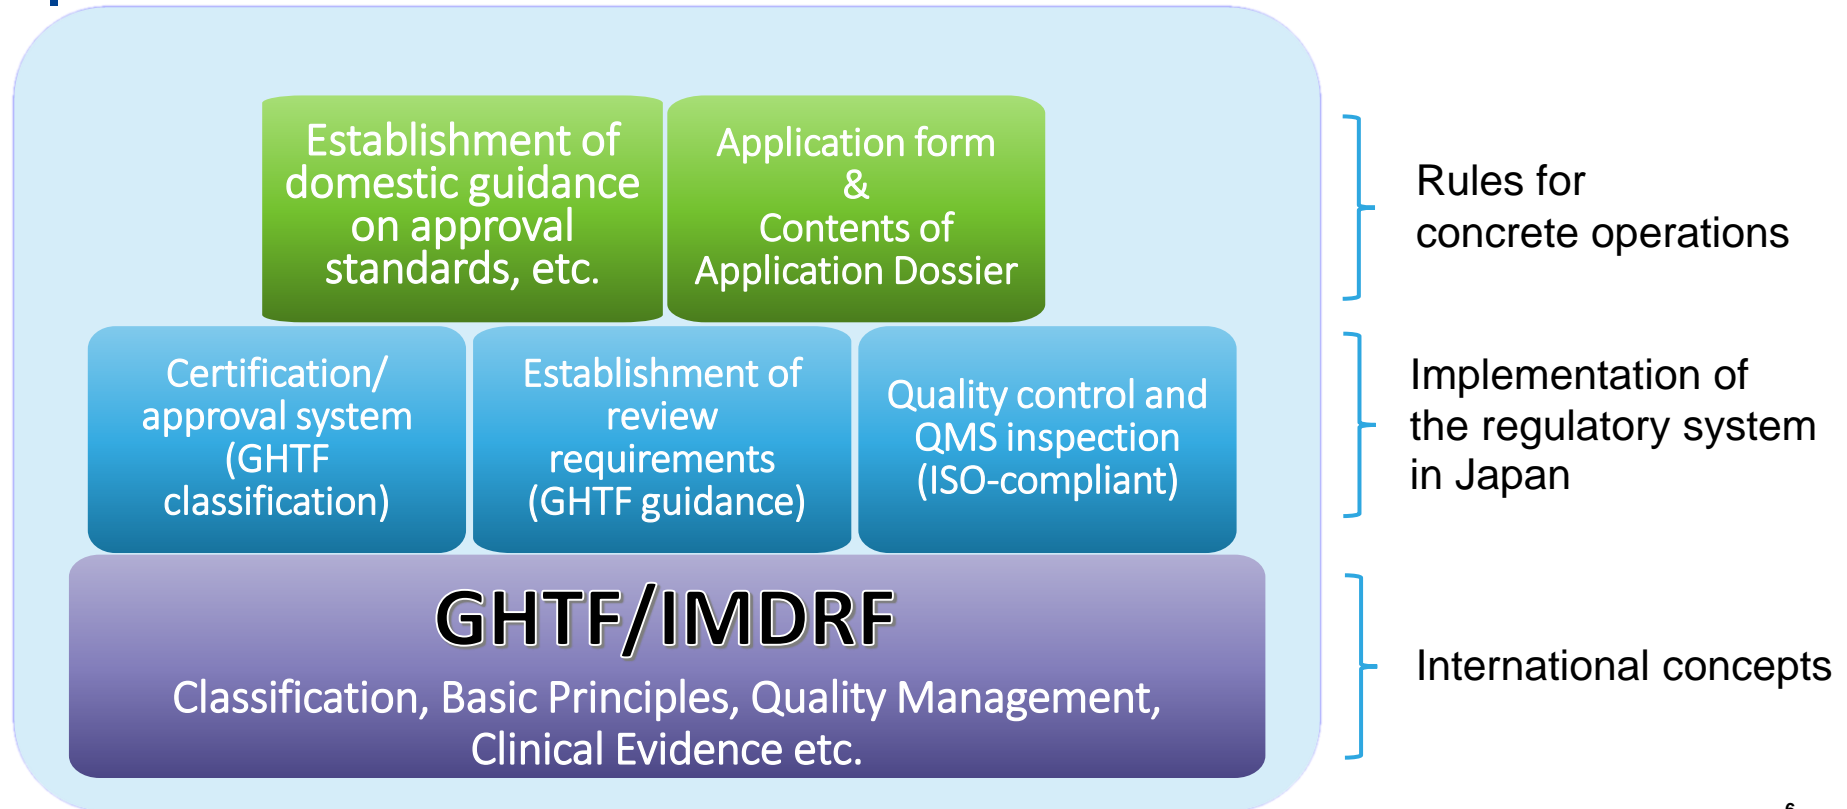 Establishment of
domestic guidance
on approval
standards, etc.
Application form
&
Contents of
Application Dossier
Rules for
concrete operations
Certification/
approval system
(GHTF
classification)
Establishment of
review
requirements
(GHTF guidance)
Quality control and
QMS inspection
(ISO-compliant)
Implementation of
the regulatory system
in Japan
GHTF/IMDRF
Classification, Basic Principles, Quality Management,
Clinical Evidence etc.
International concepts